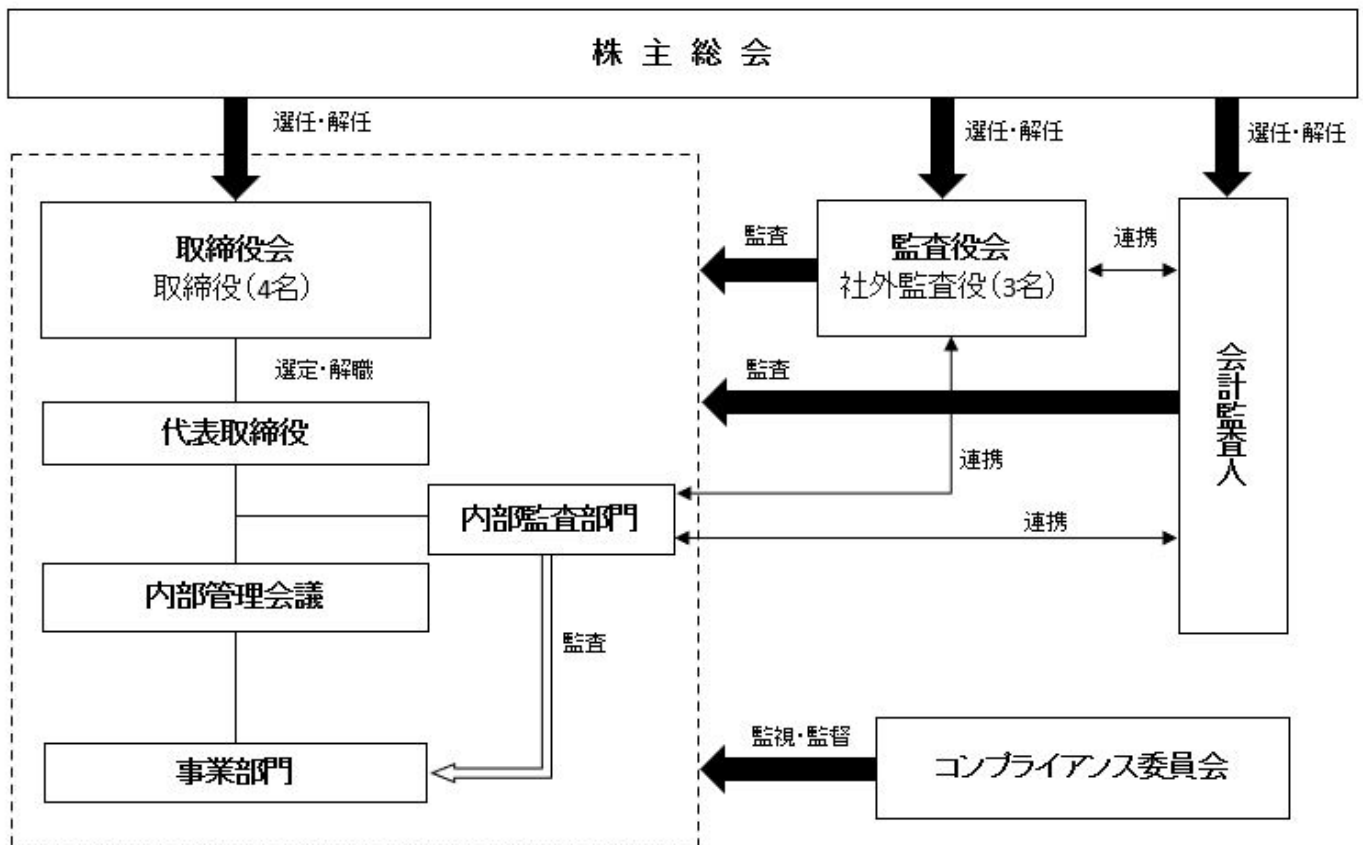 株主総会
選任・解任
選任・解任
選任・解任
取締役会
取締役(4名)
監査
監査役会
社外監査役(3名)
連携
会計監査人
選定・解職
監査
代表取締役
連携
内部監査部門
連携
内部管理会議
監査
監視・監督
事業部門
コンプライアンス委員会